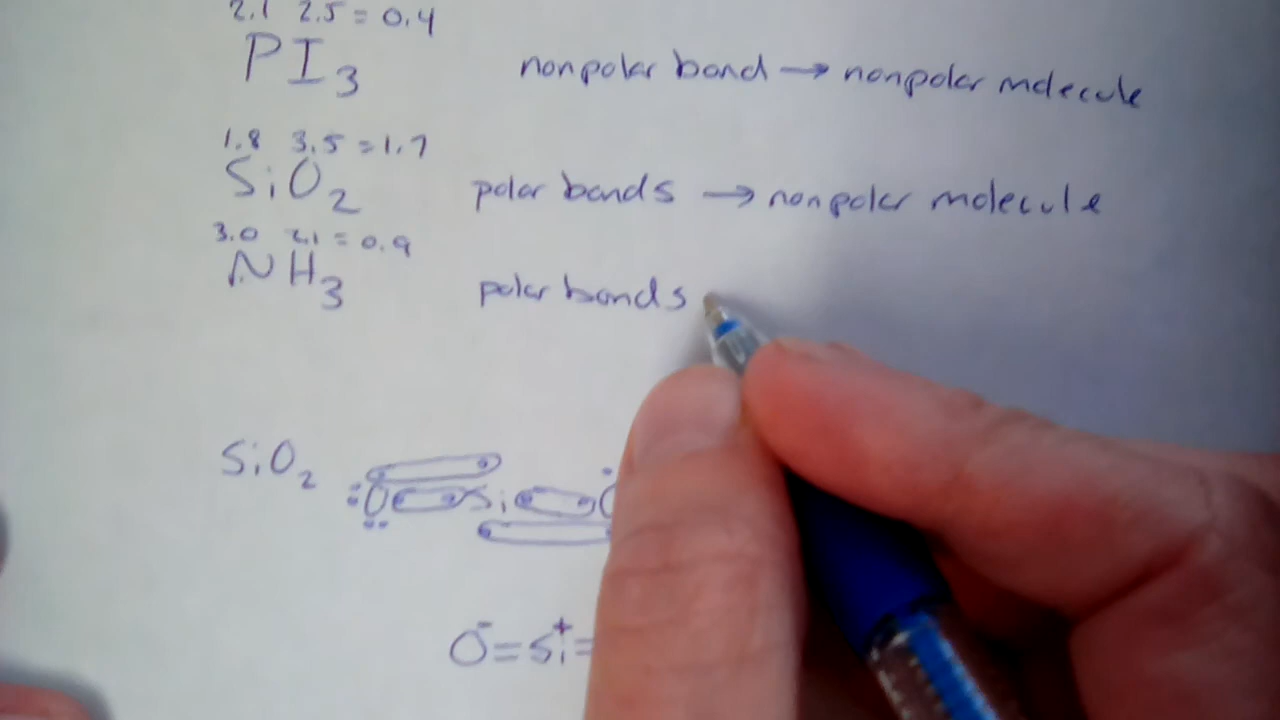 2.1 2.5 = 0.4
PI₃ nonpolar bond → nonpolar molecule
1.8 3.5 = 1.7
SiO₂ polar bonds → nonpolar molecule
3.0 2.1 = 0.9
NH₃ polar bonds
SiO₂ O Si O
O⁻=Si⁺=